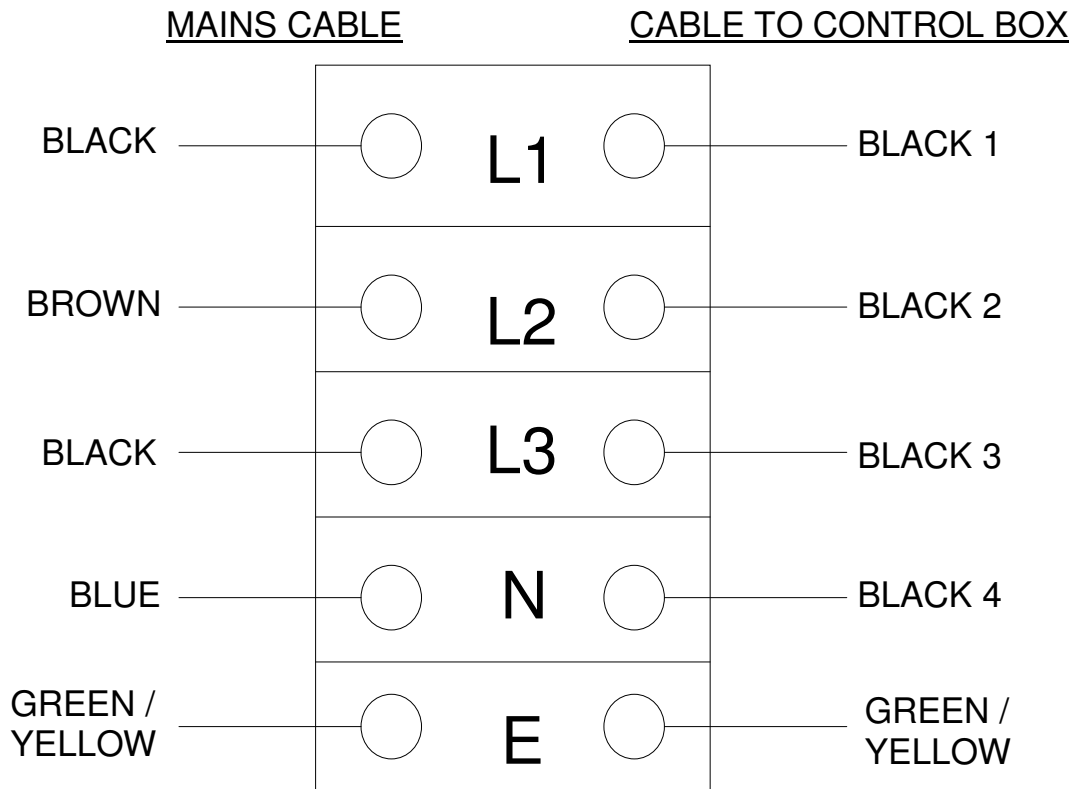 MAINS CABLE CABLE TO CONTROL BOX
BLACK L1 BLACK 1
BROWN L2 BLACK 2
BLACK L3 BLACK 3
BLUE N BLACK 4
GREEN /
YELLOW
E
GREEN /
YELLOW